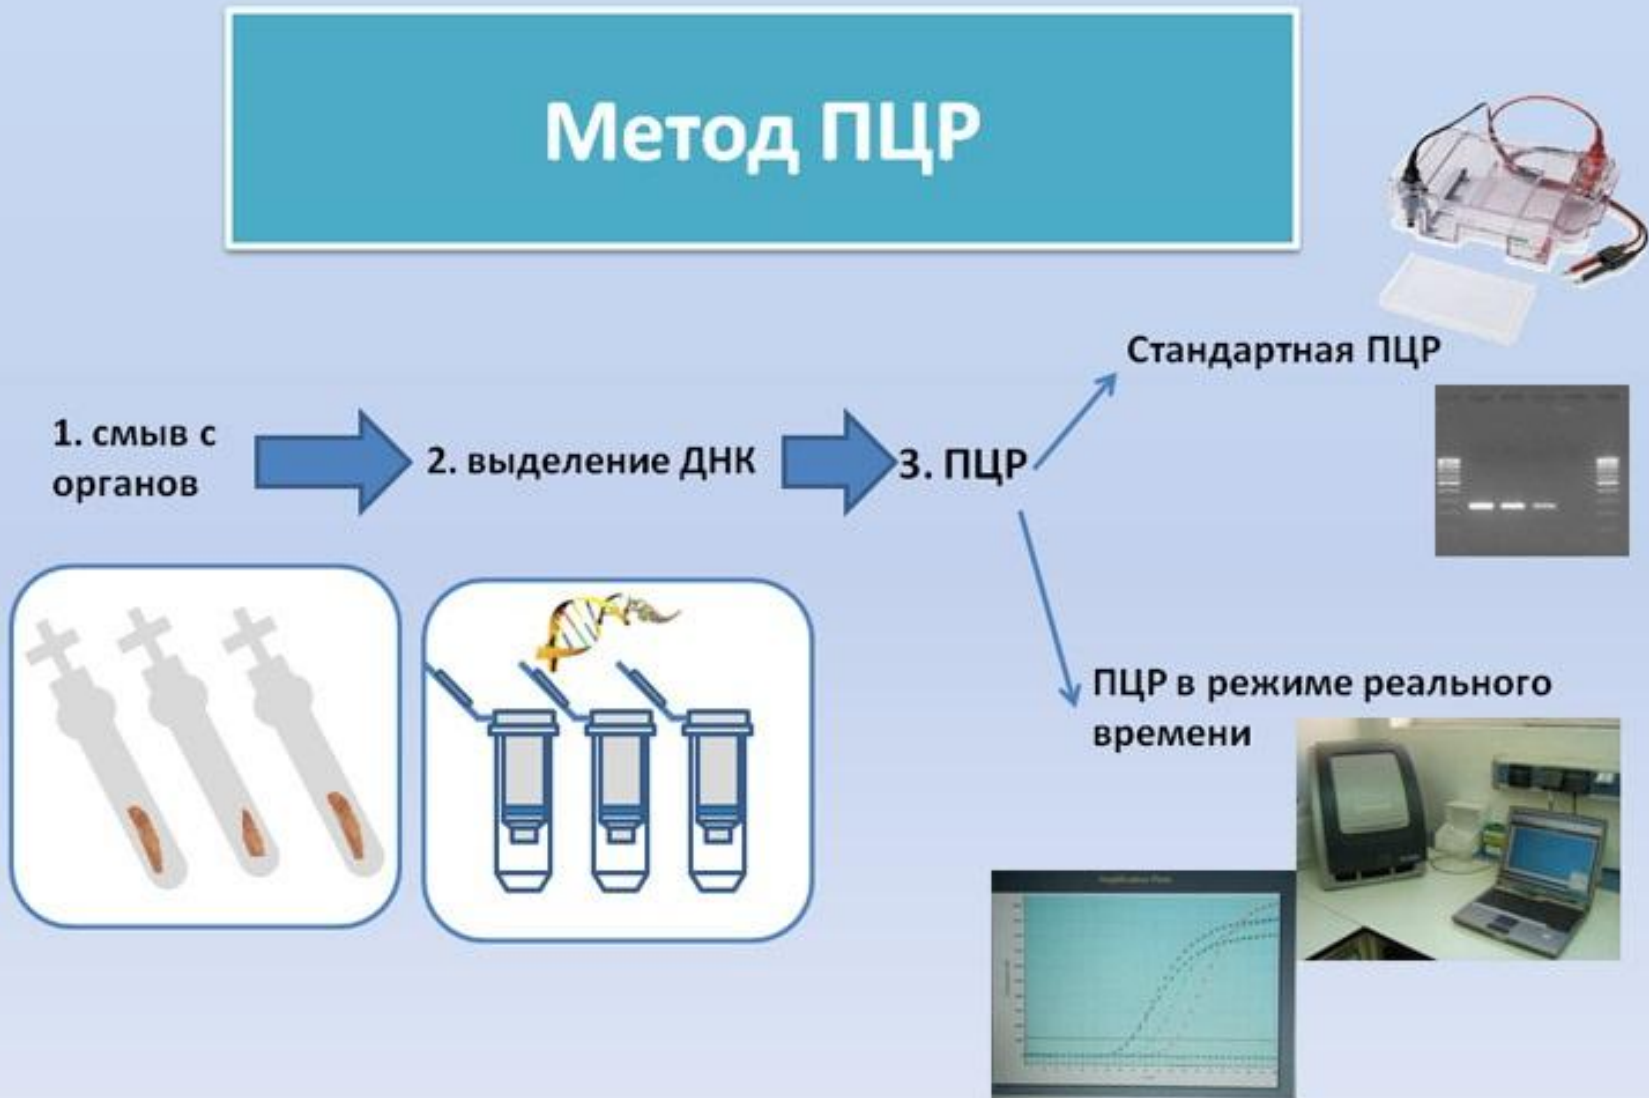 Метод ПЦР
Стандартная ПЦР
1. смыв с
органов
2. выделение ДНК
3. ПЦР
ПЦР в режиме реального
времени